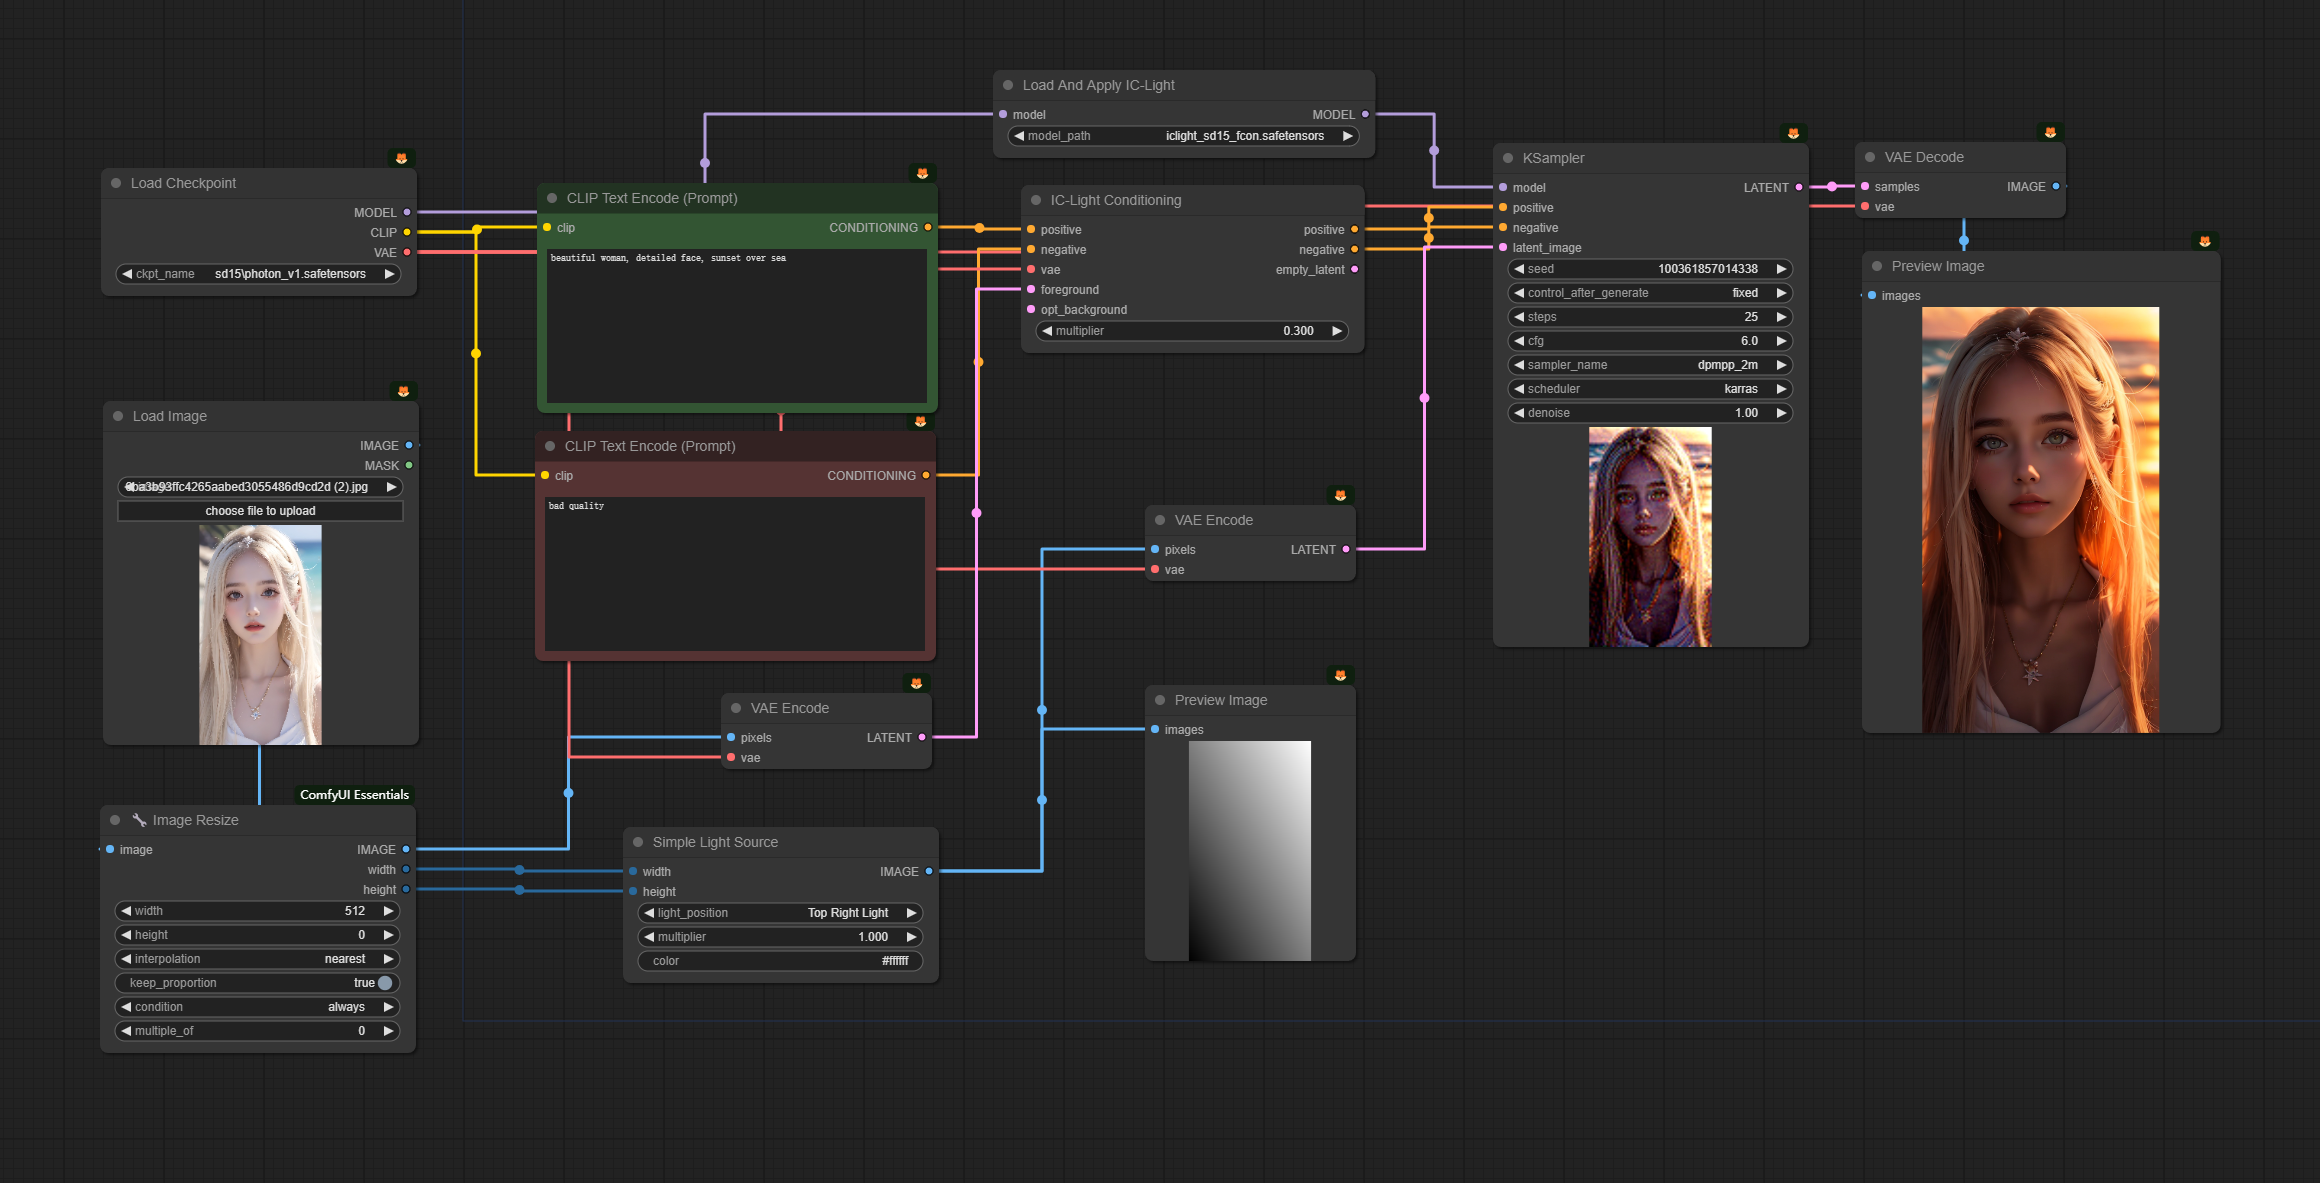 Load Checkpoint
MODEL
CLIP
VAE
ckpt_name sd15\photon_v1.safetensors
Load Image
IMAGE
MASK
choose file to upload
ComfyUI Essentials
Image Resize
image IMAGE
width
height
width 512
height 0
interpolation nearest
keep_proportion true
condition always
multiple_of 0
CLIP Text Encode (Prompt)
clip CONDITIONING
beautiful woman, detailed face, sunset over sea
CLIP Text Encode (Prompt)
clip CONDITIONING
bad quality
VAE Encode
pixels LATENT
vae
Simple Light Source
width IMAGE
height
light_position Top Right Light
multiplier 1.000
color #ffffff
Load And Apply IC-Light
model MODEL
model_path iclight_sd15_fcon.safetensors
IC-Light Conditioning
positive positive
negative negative
vae empty_latent
foreground
opt_background
multiplier 0.300
VAE Encode
pixels LATENT
vae
Preview Image
images
KSampler
model LATENT
positive
negative
latent_image
seed 100361857014338
control_after_generate fixed
steps 25
cfg 6.0
sampler_name dpmpp_2m
scheduler karras
denoise 1.00
VAE Decode
samples IMAGE
vae
Preview Image
images